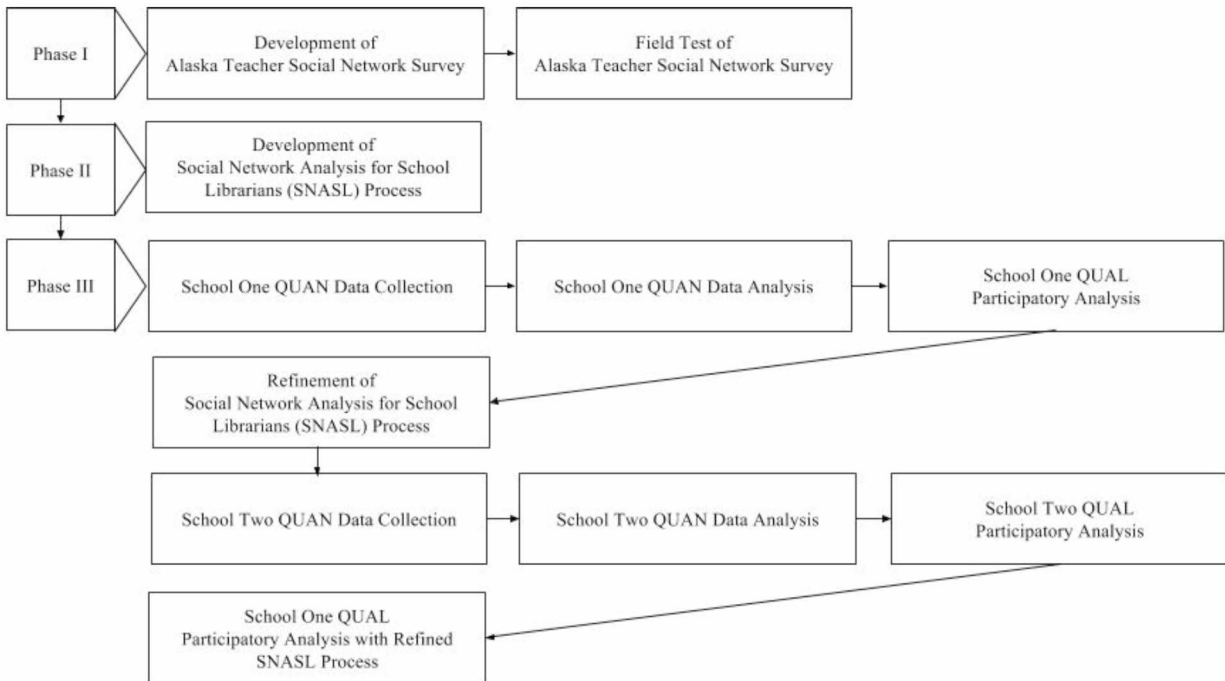 Phase I
Development of
Alaska Teacher Social Network Survey
Field Test of
Alaska Teacher Social Network Survey
Phase II
Development of
Social Network Analysis for School
Librarians (SNASL) Process
Phase III
School One QUAN Data Collection
School One QUAN Data Analysis
School One QUAL
Participatory Analysis
Refinement of
Social Network Analysis for School
Librarians (SNASL) Process
School Two QUAN Data Collection
School Two QUAN Data Analysis
School Two QUAL
Participatory Analysis
School One QUAL
Participatory Analysis with Refined
SNASL Process